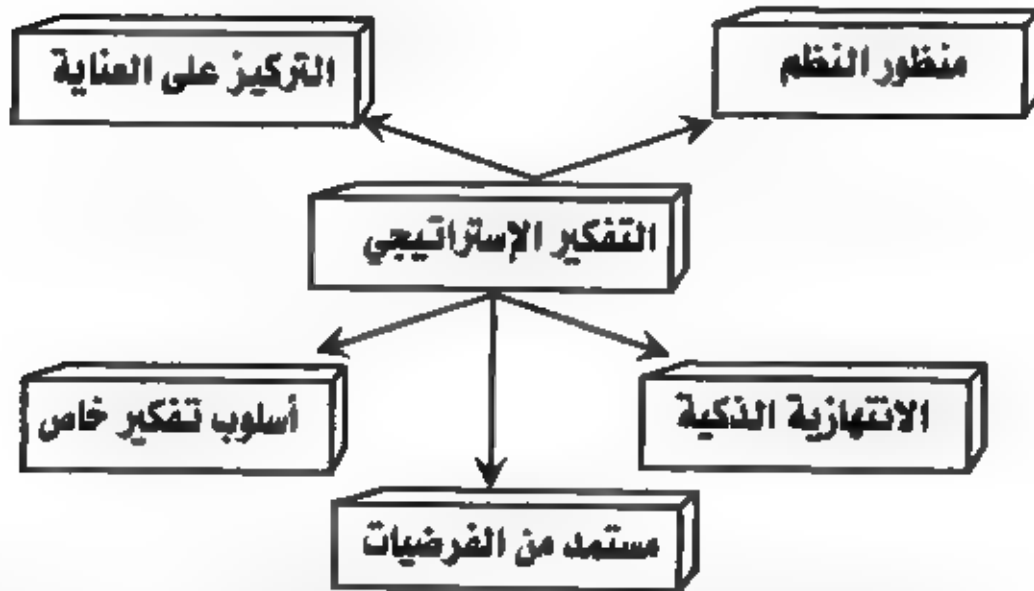 منظور النظم
التركيز على العناية
التفكير الإستراتيجي
الانتهازية الذكية
أسلوب تفكير خاص
مستمد من الفرضيات